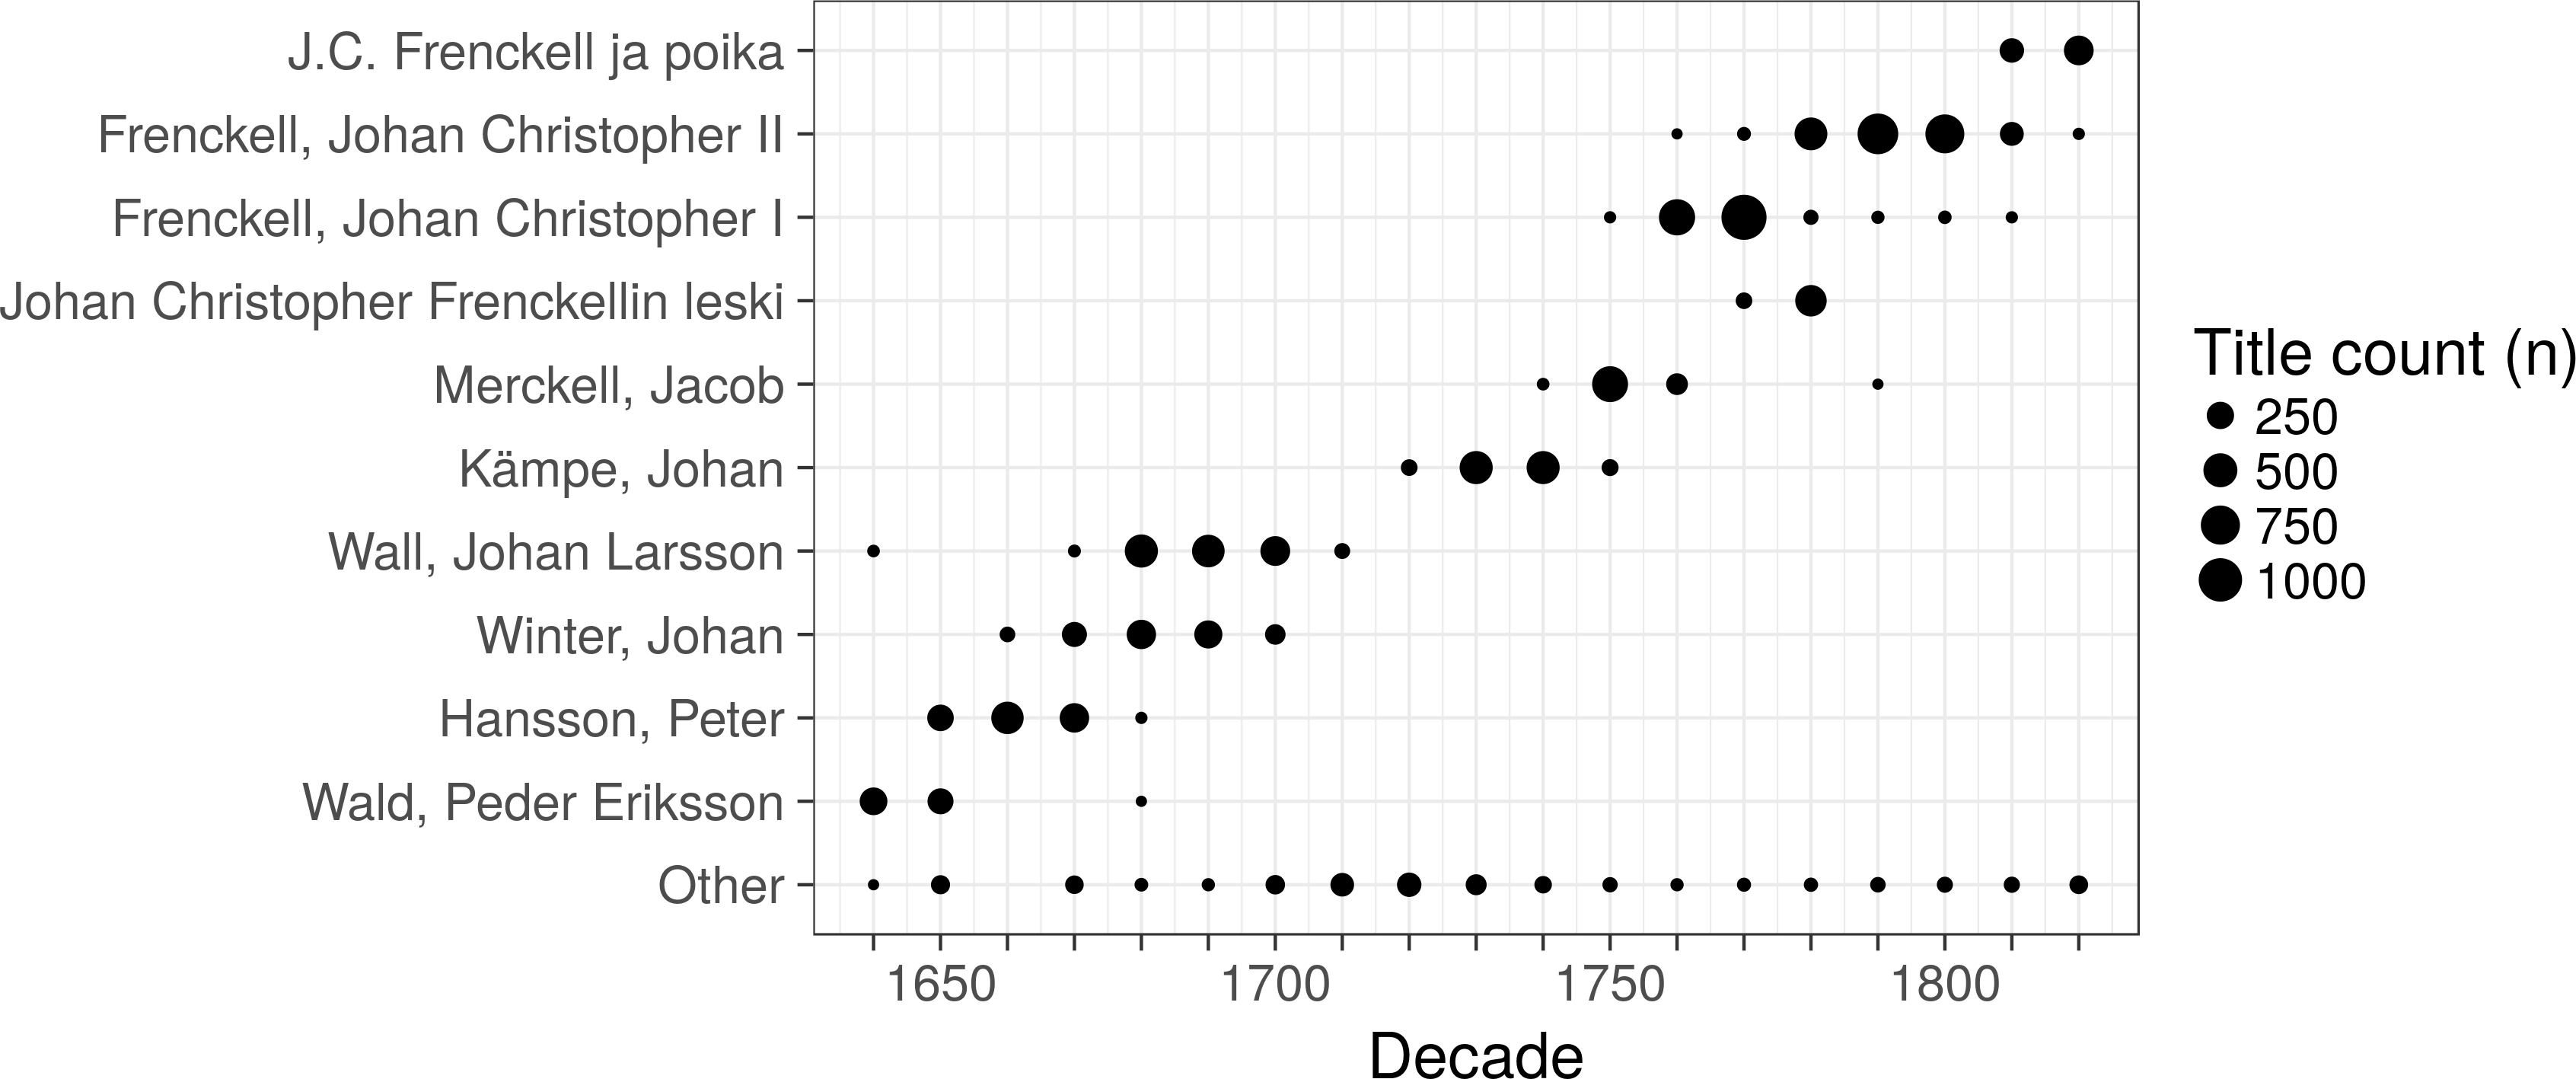 J.C. Frenckell ja poika
Frenckell, Johan Christopher II
Frenckell, Johan Christopher I
Johan Christopher Frenckellin leski
Merckell, Jacob
Kämpe, Johan
Wall, Johan Larsson
Winter, Johan
Hansson, Peter
Wald, Peder Eriksson
Other
1650 1700 1750 1800
Decade
Title count (n)
250
500
750
1000